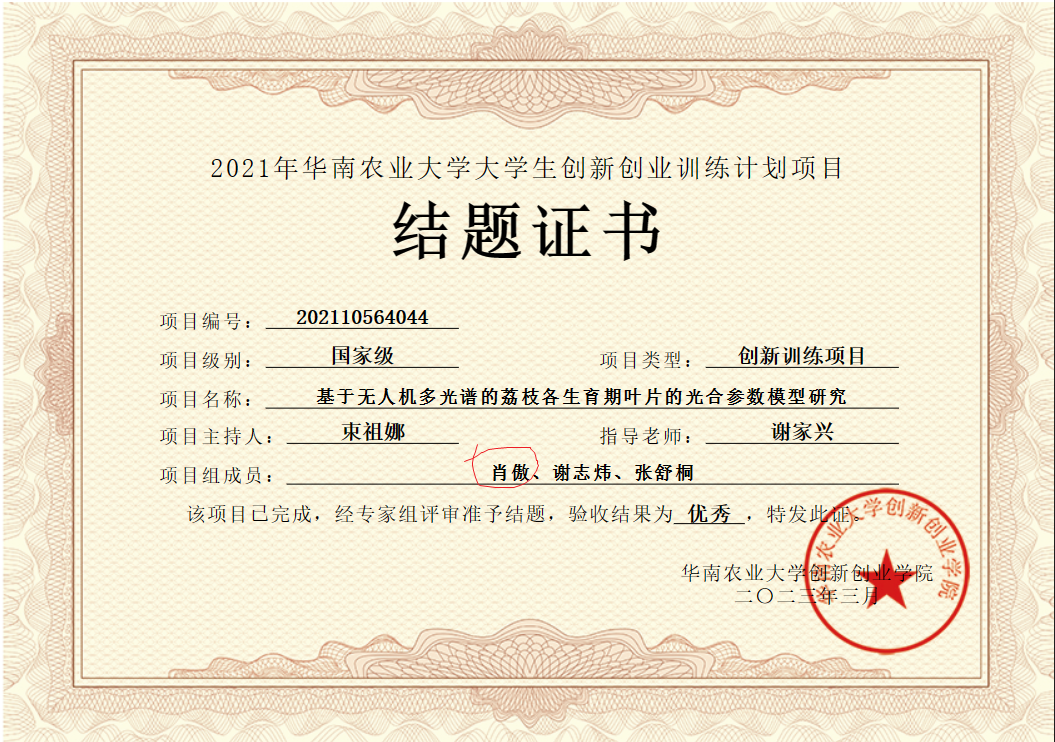 2021年华南农业大学大学生创新创业训练计划项目
结题证书
项目编号：202110564044
项目级别：国家级 项目类型：创新训练项目
项目名称：基于无人机多光谱的荔枝各生育期叶片的光合参数模型研究
项目主持人：束祖娜 指导老师：谢家兴
项目组成员：肖傲、谢志炜、张舒桐
该项目已完成，经专家组评审准予结题，验收结果为优秀，特发此证。
华南农业大学创新创业学院
二〇二三年三月
华南农业大学创新创业学院